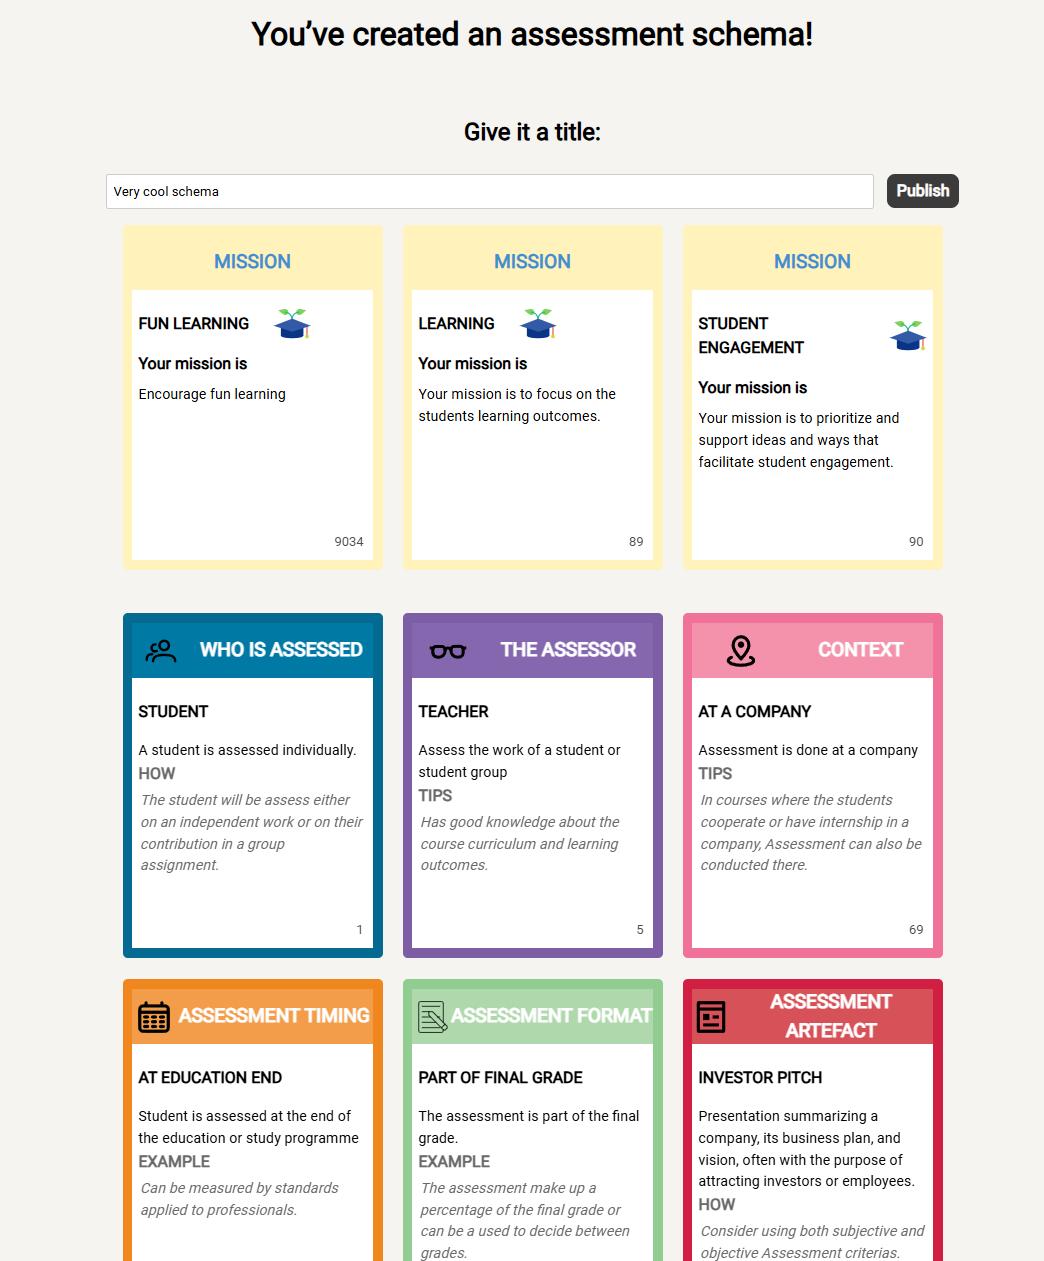 You've created an assessment schema!
Give it a title:
Very cool schema
Publish
MISSION
FUN LEARNING
Your mission is
Encourage fun learning
9034
MISSION
LEARNING
Your mission is
Your mission is to focus on the
students learning outcomes.
89
MISSION
STUDENT
ENGAGEMENT
Your mission is
Your mission is to prioritize and
support ideas and ways that
facilitate student engagement.
90
WHO IS ASSESSED
STUDENT
A student is assessed individually.
HOW
The student will be assess either
on an independent work or on their
contribution in a group
assignment.
1
THE ASSESSOR
TEACHER
Assess the work of a student or
student group
TIPS
Has good knowledge about the
course curriculum and learning
outcomes.
5
CONTEXT
AT A COMPANY
Assessment is done at a company
TIPS
In courses where the students
cooperate or have internship in a
company, Assessment can also be
conducted there.
69
ASSESSMENT TIMING
AT EDUCATION END
Student is assessed at the end of
the education or study programme
EXAMPLE
Can be measured by standards
applied to professionals.
ASSESSMENT FORMAT
PART OF FINAL GRADE
The assessment is part of the final
grade.
EXAMPLE
The assessment make up a
percentage of the final grade or
can be a used to decide between
grades.
ASSESSMENT
ARTEFACT
INVESTOR PITCH
Presentation summarizing a
company, its business plan, and
vision, often with the purpose of
attracting investors or employees.
HOW
Consider using both subjective and
objective Assessment criterias.